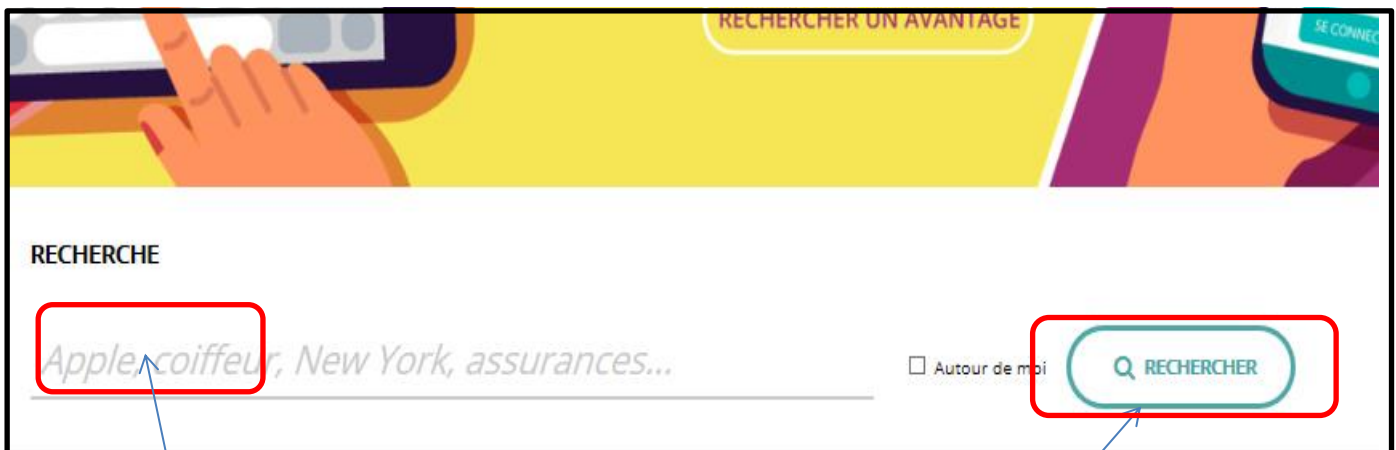 RECHERCHER UN AVANTAGE
SE CONNEC
RECHERCHE
Apple, coiffeur, New York, assurances...
Autour de moi
RECHERCHER